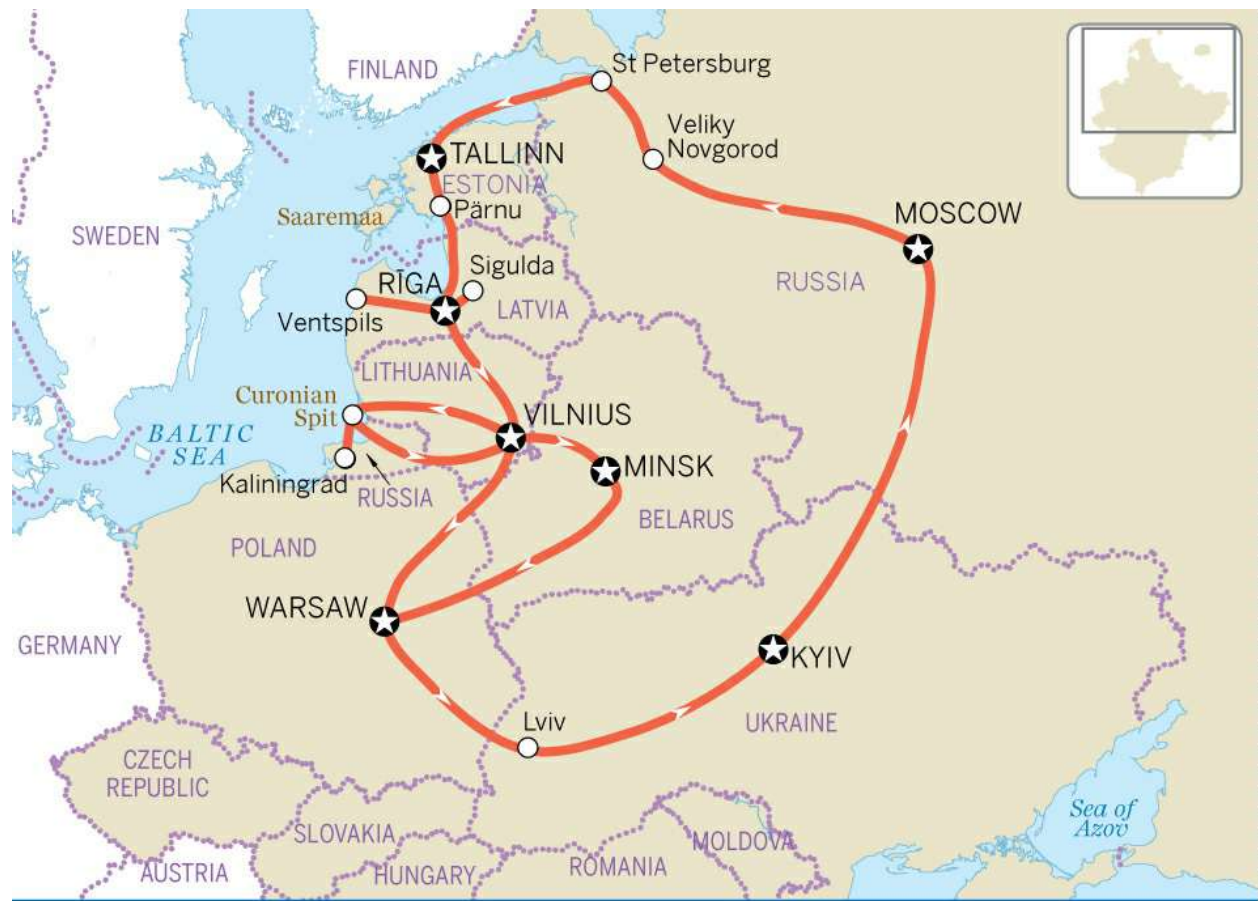 FINLAND
St Petersburg
Veliky
Novgorod
TALLINN
ESTONIA
Pärnu
Saaremaa
SWEDEN
MOSCOW
RUSSIA
Sigulda
RĪGA
LATVIA
Ventspils
LITHUANIA
Curonian
Spit
VILNIUS
BALTIC
SEA
MINSK
Kaliningrad
RUSSIA
BELARUS
POLAND
WARSAW
GERMANY
KYIV
Lviv
UKRAINE
CZECH
REPUBLIC
SLOVAKIA
Sea of
Azov
MOLDOVA
AUSTRIA
HUNGARY
ROMANIA